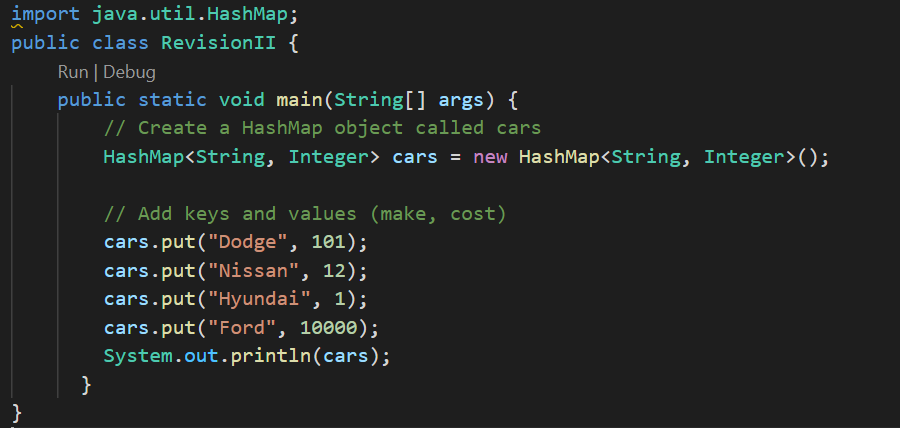 import java.util.HashMap;
public class RevisionII {
Run | Debug
public static void main(String[] args) {
// Create a HashMap object called cars
HashMap<String, Integer> cars = new HashMap<String, Integer>();
// Add keys and values (make, cost)
cars.put("Dodge", 101);
cars.put("Nissan", 12);
cars.put("Hyundai", 1);
cars.put("Ford", 10000);
System.out.println(cars);
}
}